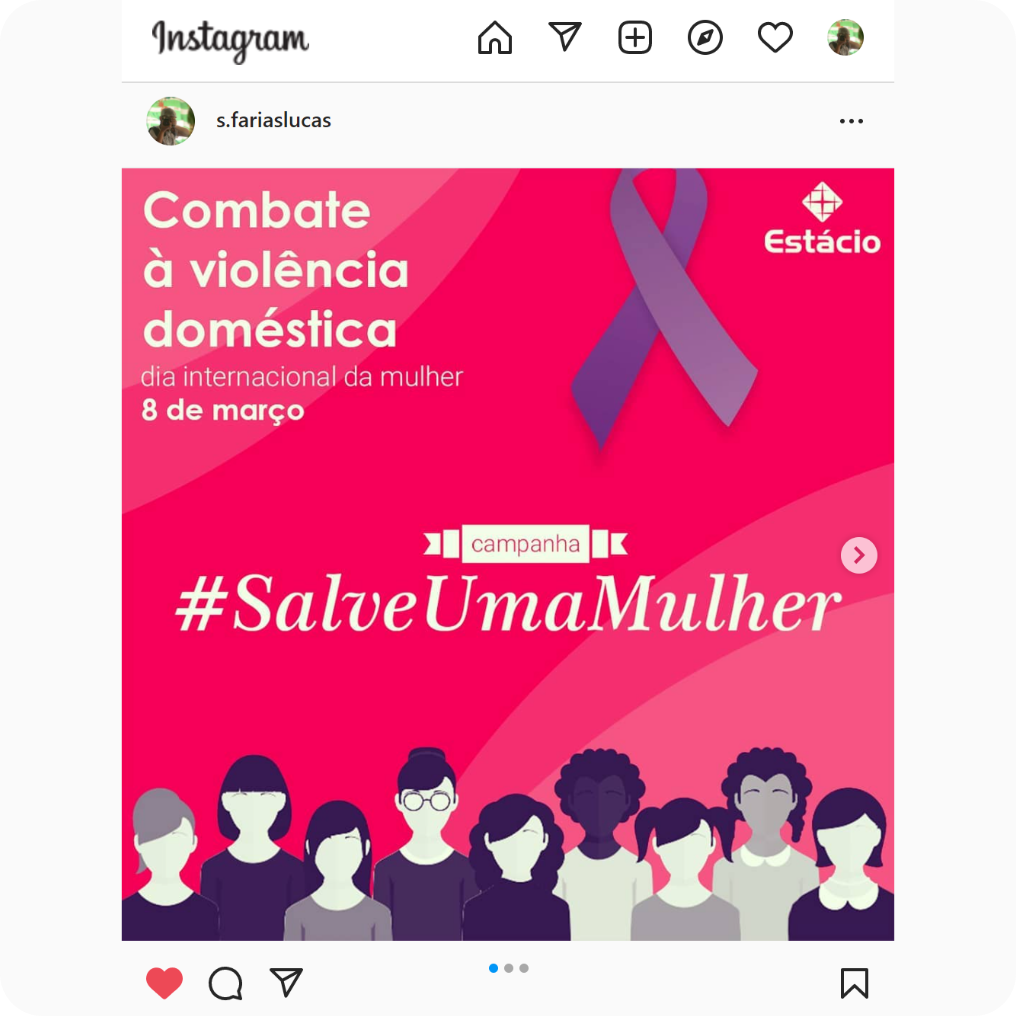 Instagram
s.fariaslucas
Combate
à violência
doméstica
dia internacional da mulher
8 de março
Estácio
campanha
#SalveUmaMulher